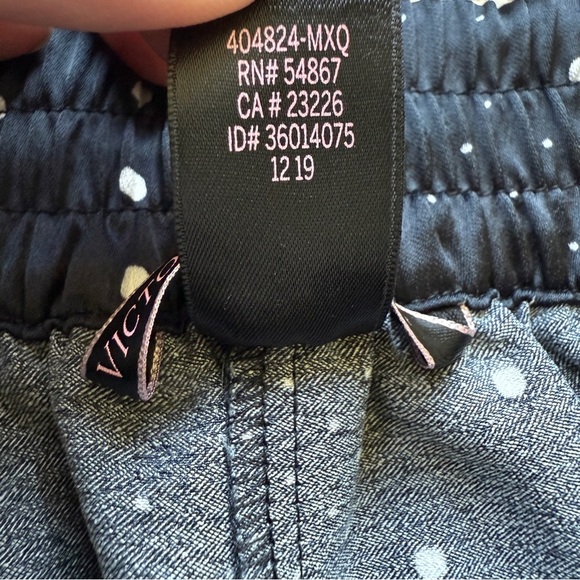 404824-MXQ
RN# 54867
CA # 23226
ID# 36014075
12 19
VICTO